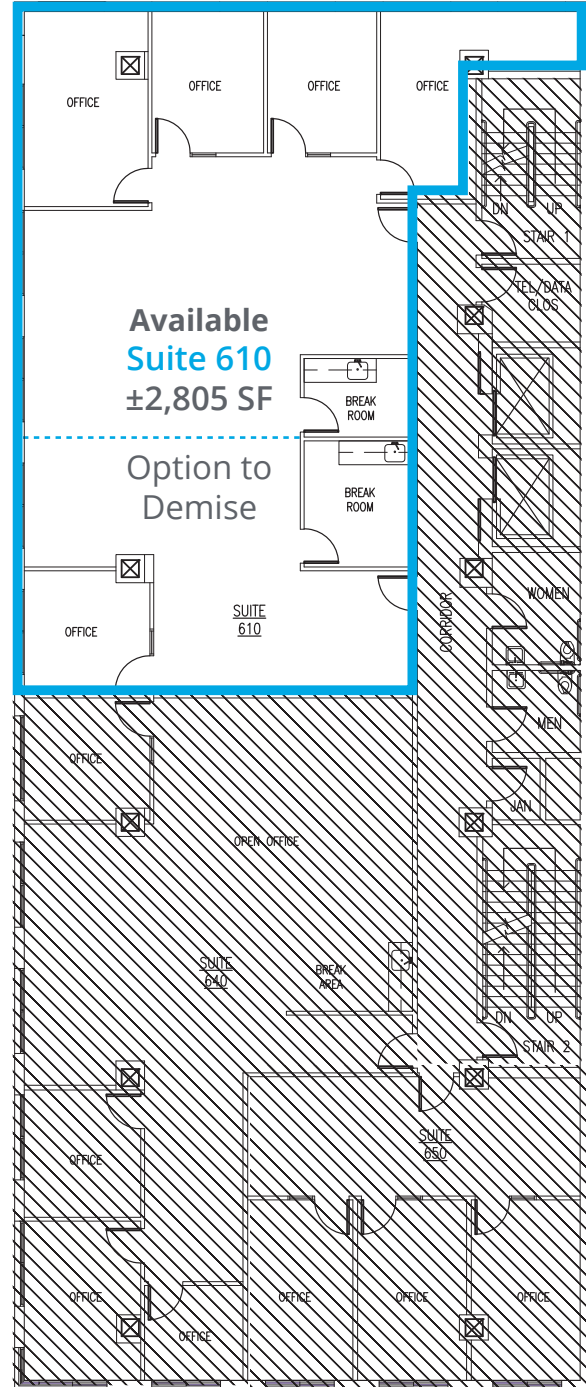 OFFICE
OFFICE
OFFICE
OFFICE
DN
UP
STAIR 1
TEL/DATA
CLOS
Available
Suite 610
±2,805 SF
BREAK
ROOM
Option to
Demise
BREAK
ROOM
SUITE
610
OFFICE
CORRIDOR
WOMEN
MEN
JAN
OFFICE
OPEN OFFICE
SUITE
640
BREAK
AREA
DN
UP
STAIR 2
SUITE
650
OFFICE
OFFICE
OFFICE
OFFICE
OFFICE
OFFICE